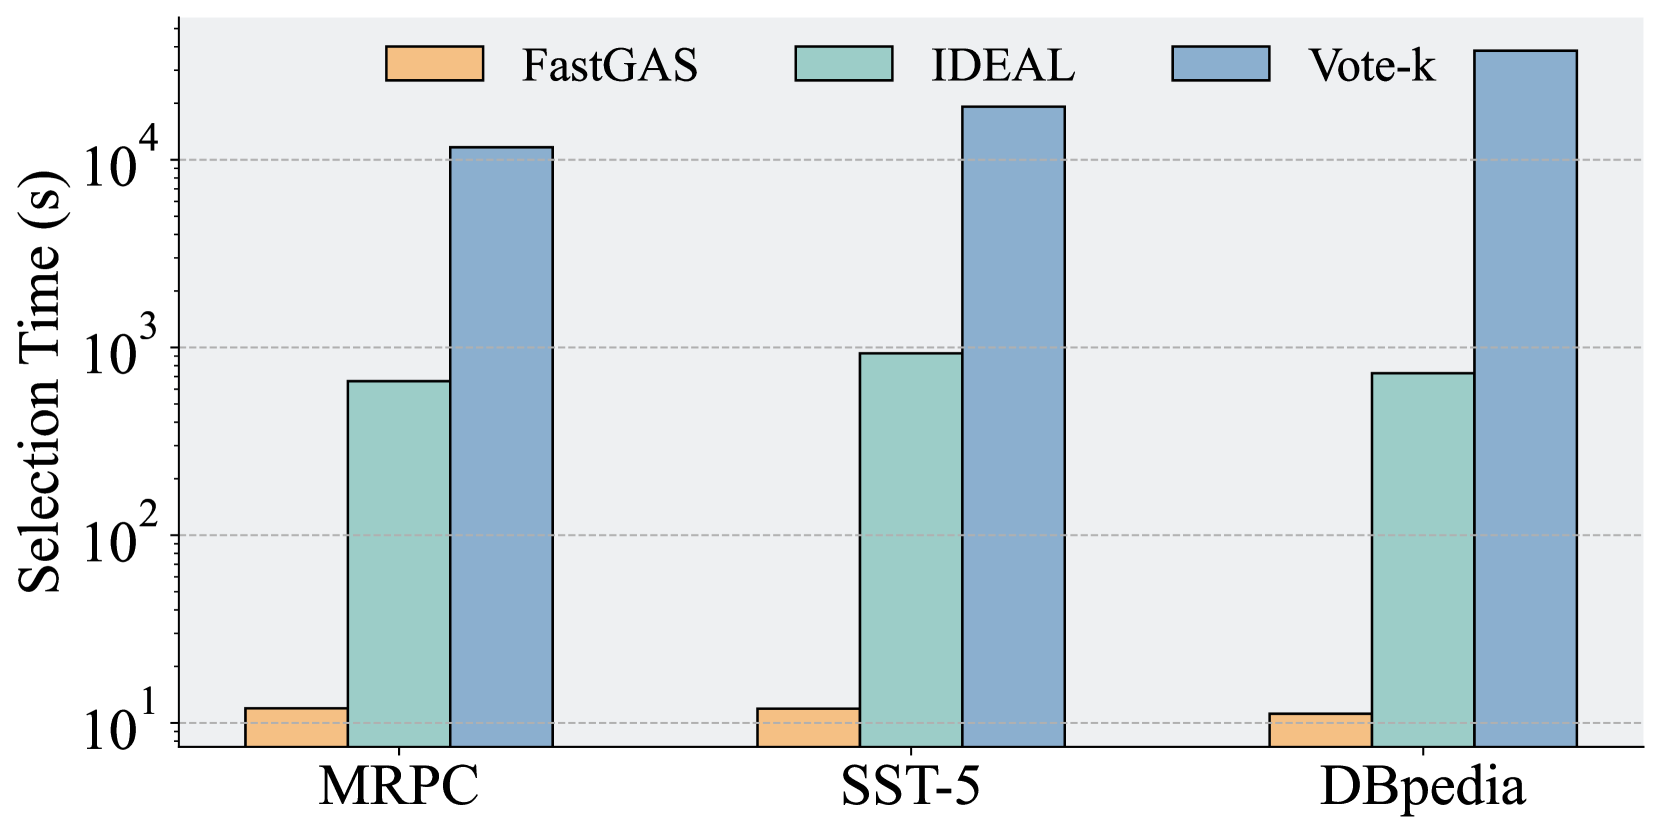 FastGAS IDEAL Vote-k
Selection Time (s)
10^4
10^3
10^2
10^1
MRPC SST-5 DBpedia